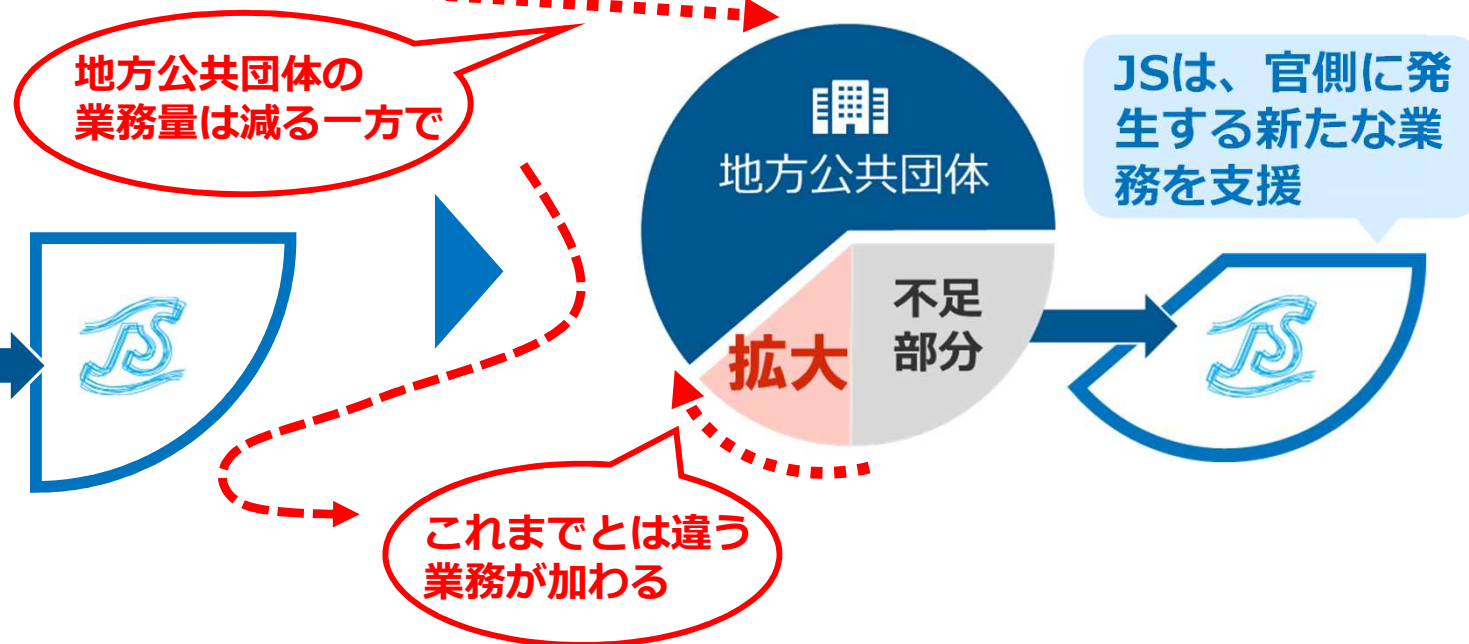 地方公共団体の
業務量は減る一方で
JS
地方公共団体
拡大
不足
部分
JSは、官側に発
生する新たな業
務を支援
JS
これまでとは違う
業務が加わる